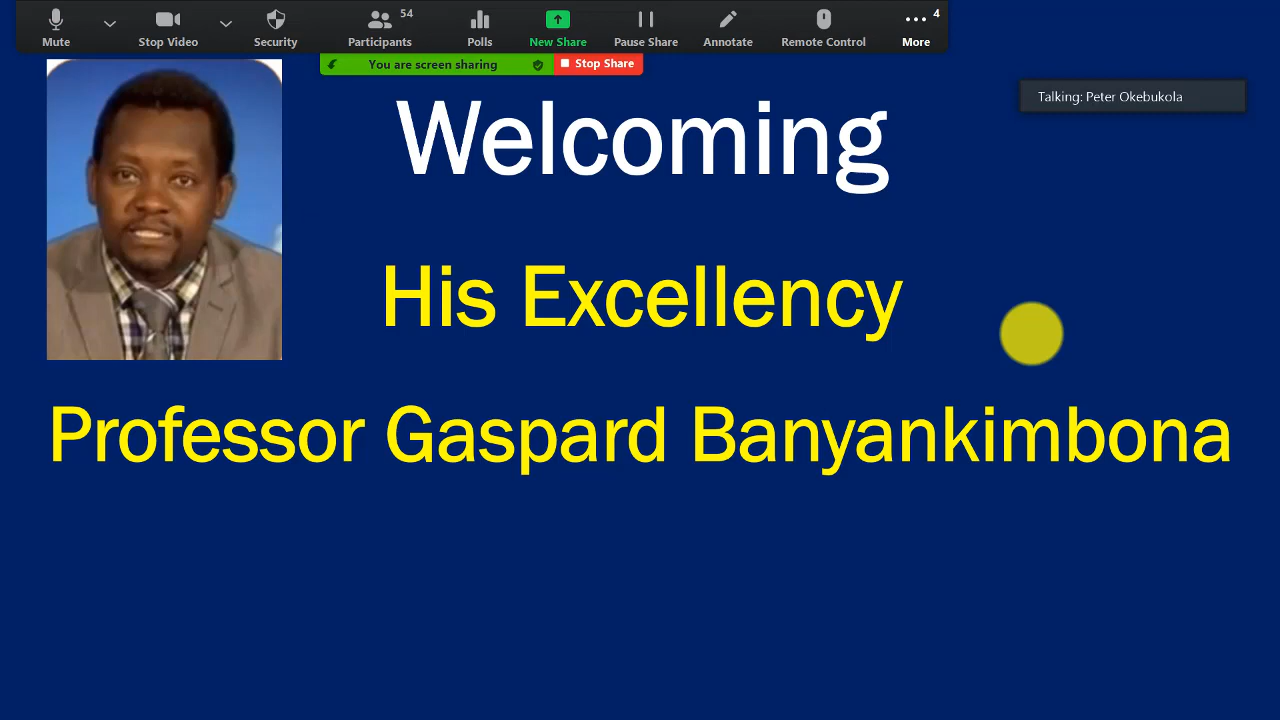 Mute
Stop Video
Security
Participants
54
Polls
New Share
Pause Share
Annotate
Remote Control
More
4
You are screen sharing
Stop Share
Talking: Peter Okebukola
Welcoming
His Excellency
Professor Gaspard Banyankimbona